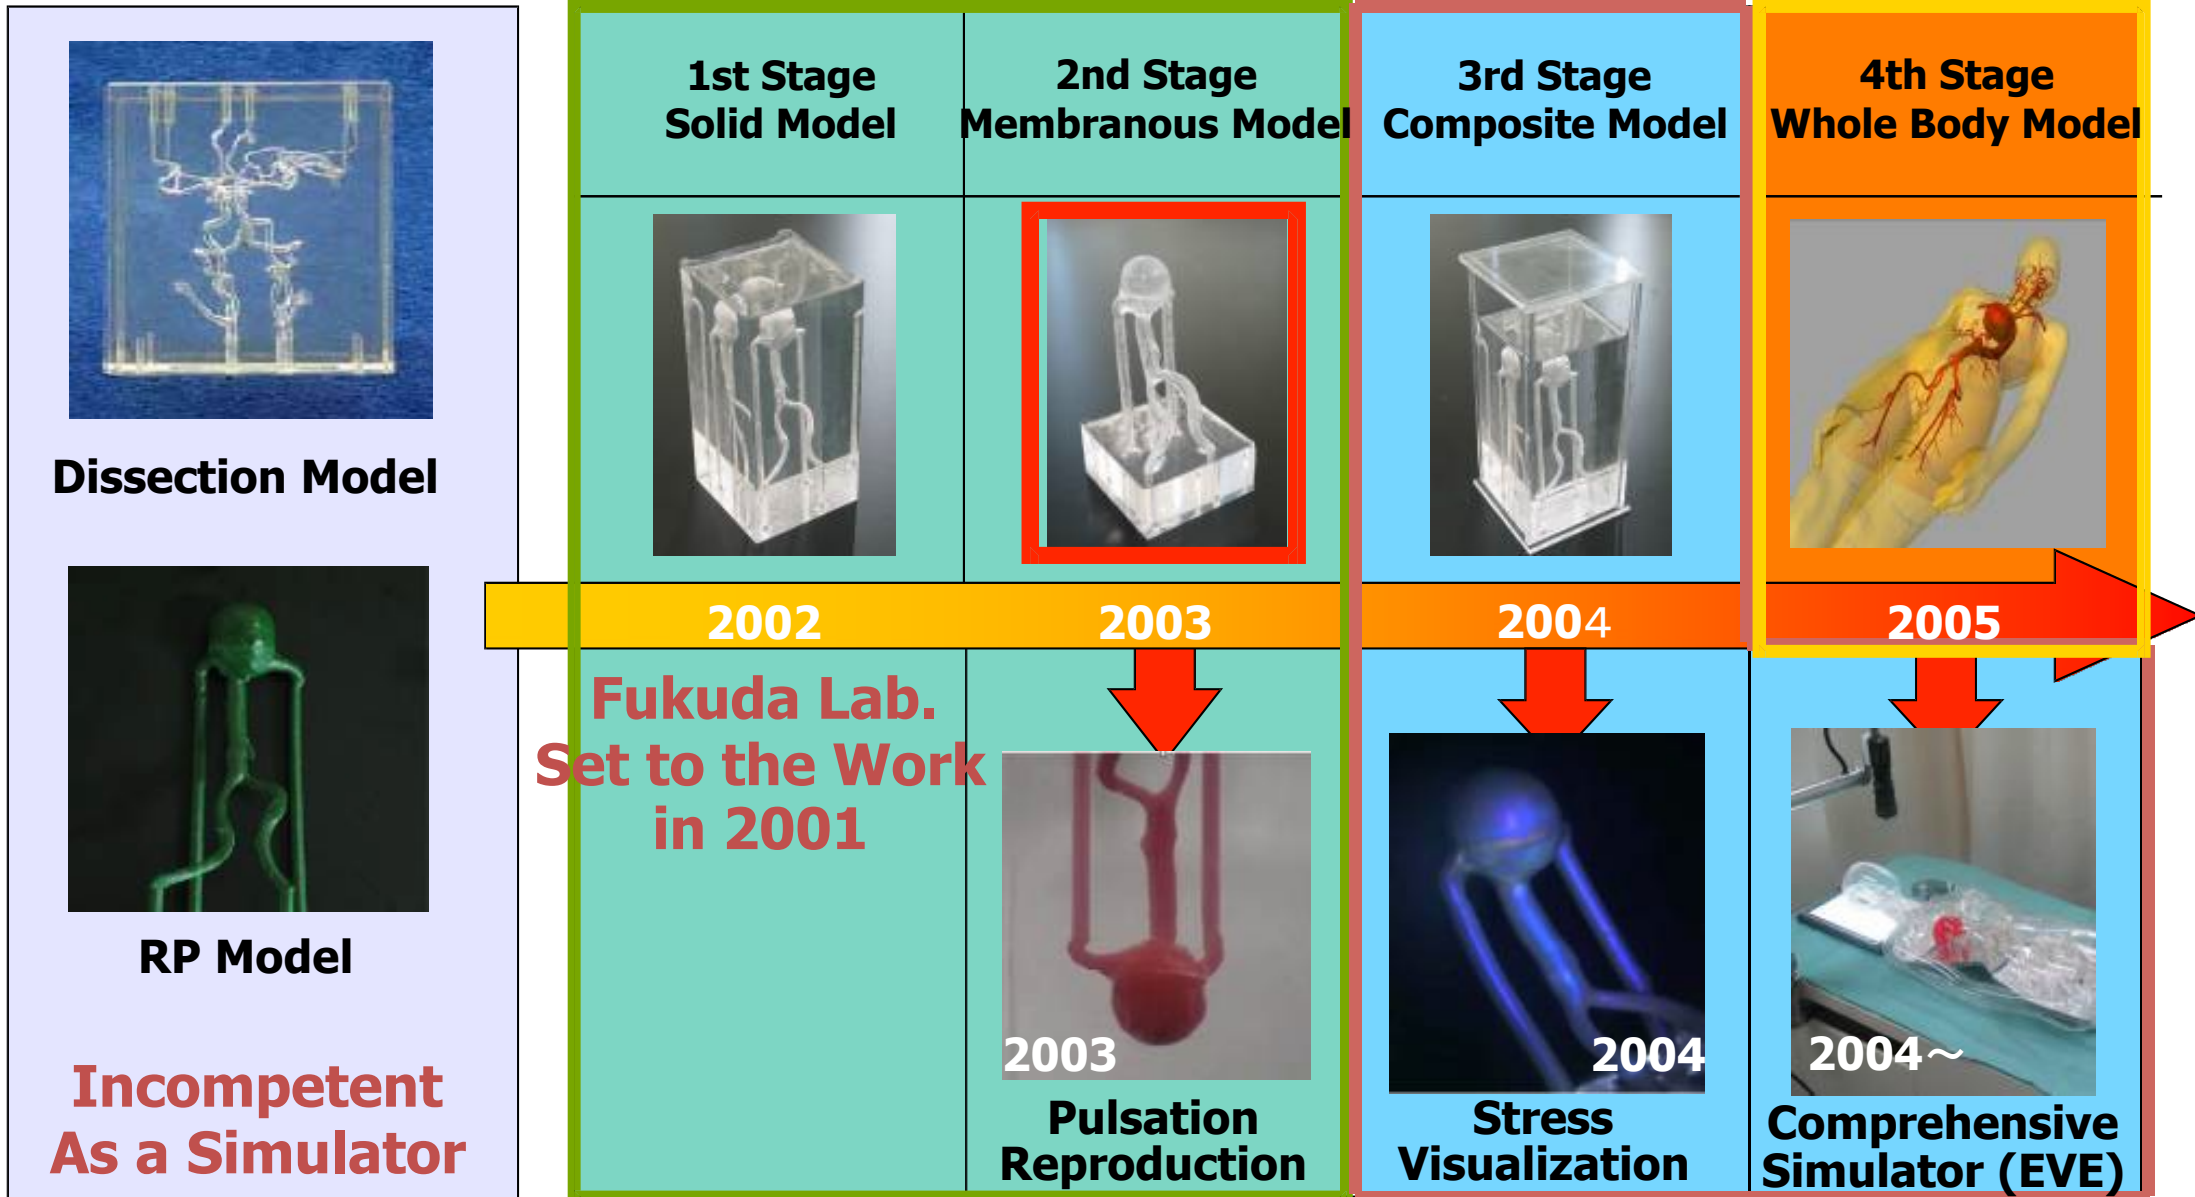 Dissection Model
RP Model
Incompetent
As a Simulator
1st Stage
Solid Model
2nd Stage
Membranous Model
3rd Stage
Composite Model
4th Stage
Whole Body Model
2002
2003
2004
2005
Fukuda Lab.
Set to the Work
in 2001
2003
Pulsation
Reproduction
2004
Stress
Visualization
2004～
Comprehensive
Simulator (EVE)